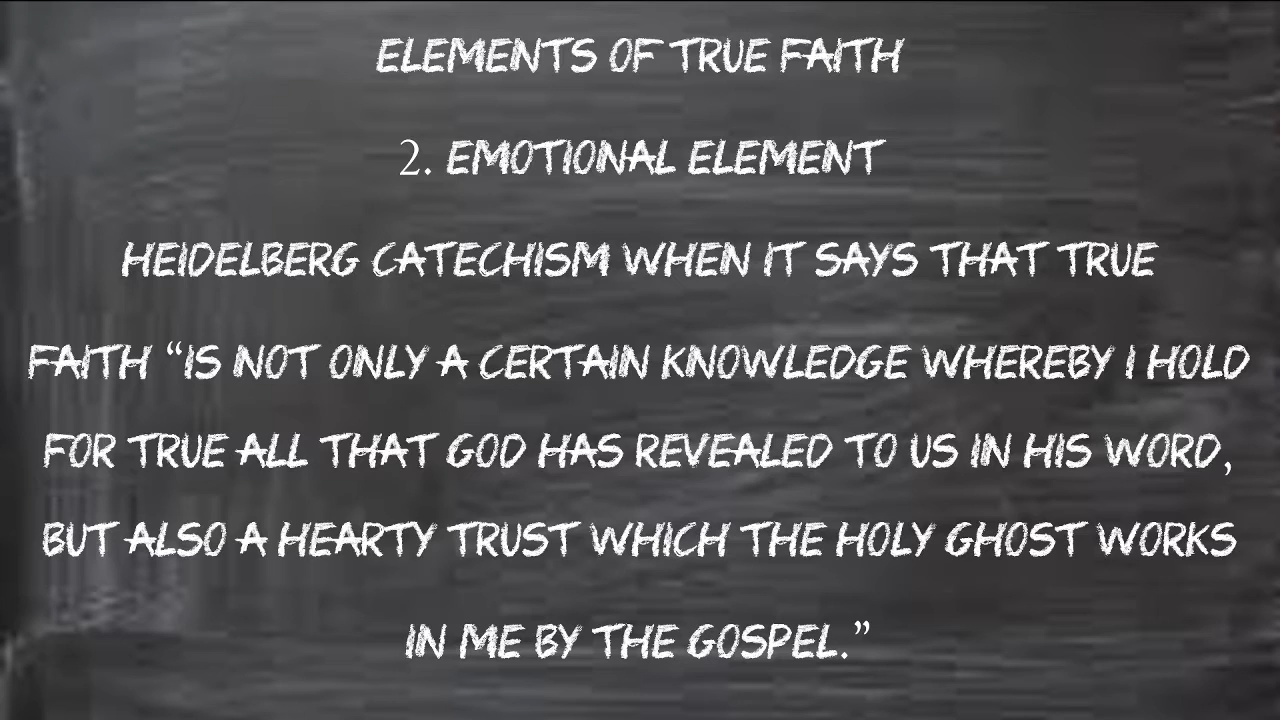 ELEMENTS OF TRUE FAITH
2. EMOTIONAL ELEMENT
HEIDELBERG CATECHISM WHEN IT SAYS THAT TRUE
FAITH “IS NOT ONLY A CERTAIN KNOWLEDGE WHEREBY I HOLD
FOR TRUE ALL THAT GOD HAS REVEALED TO US IN HIS WORD,
BUT ALSO A HEARTY TRUST WHICH THE HOLY GHOST WORKS
IN ME BY THE GOSPEL.”